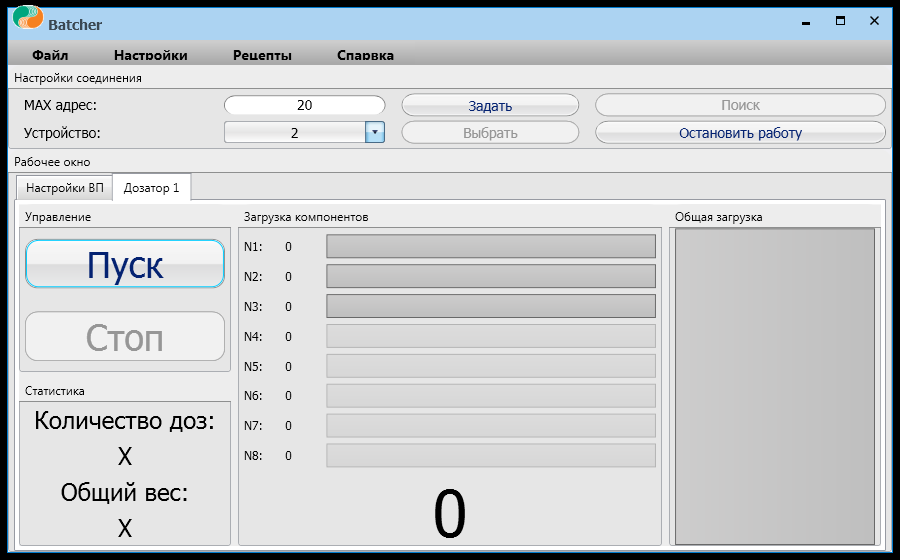 Batcher
Файл Настройки Рецепты Спарвка
Настройки соединения
MAX адрес: 20 Задать Поиск
Устройство: 2 Выбрать Остановить работу
Рабочее окно
Настройки ВП Дозатор 1
Управление Загрузка компонентов Общая загрузка
Пуск
Стоп
N1: 0
N2: 0
N3: 0
N4: 0
N5: 0
N6: 0
N7: 0
N8: 0
0
Статистика
Количество доз:
X
Общий вес:
X